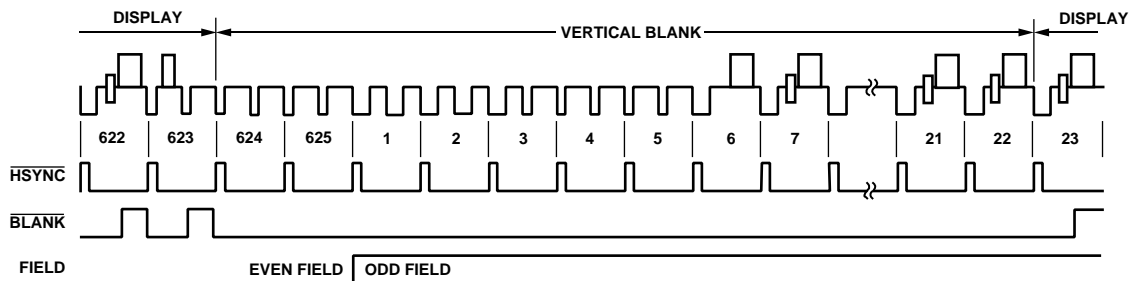 DISPLAY VERTICAL BLANK DISPLAY
622 623 624 625 1 2 3 4 5 6 7 21 22 23
HSYNC
BLANK
FIELD EVEN FIELD ODD FIELD